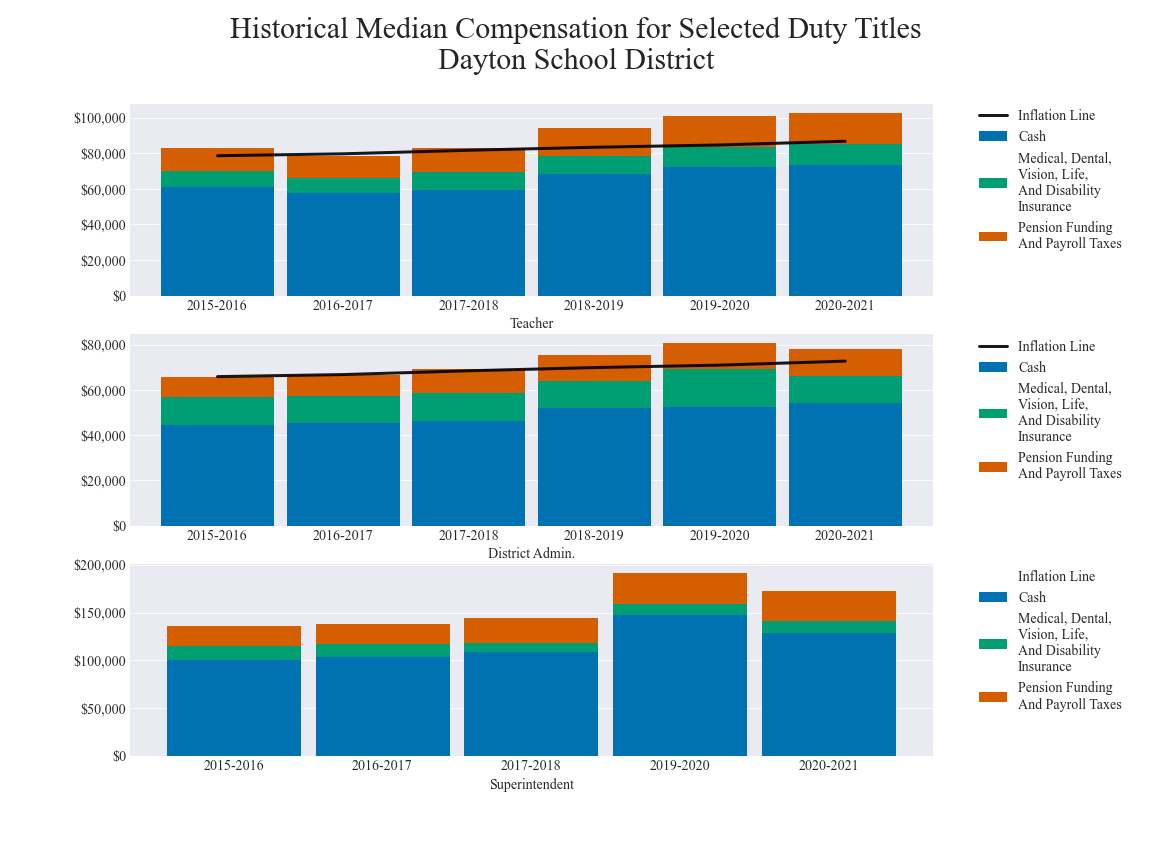 Historical Median Compensation for Selected Duty Titles
Dayton School District
$100,000
$80,000
$60,000
$40,000
$20,000
$0
2015-2016 2016-2017 2017-2018 2018-2019 2019-2020 2020-2021
Teacher
Inflation Line
Cash
Medical, Dental,
Vision, Life,
And Disability
Insurance
Pension Funding
And Payroll Taxes
$80,000
$60,000
$40,000
$20,000
$0
2015-2016 2016-2017 2017-2018 2018-2019 2019-2020 2020-2021
District Admin.
Inflation Line
Cash
Medical, Dental,
Vision, Life,
And Disability
Insurance
Pension Funding
And Payroll Taxes
$200,000
$150,000
$100,000
$50,000
$0
2015-2016 2016-2017 2017-2018 2019-2020 2020-2021
Superintendent
Inflation Line
Cash
Medical, Dental,
Vision, Life,
And Disability
Insurance
Pension Funding
And Payroll Taxes